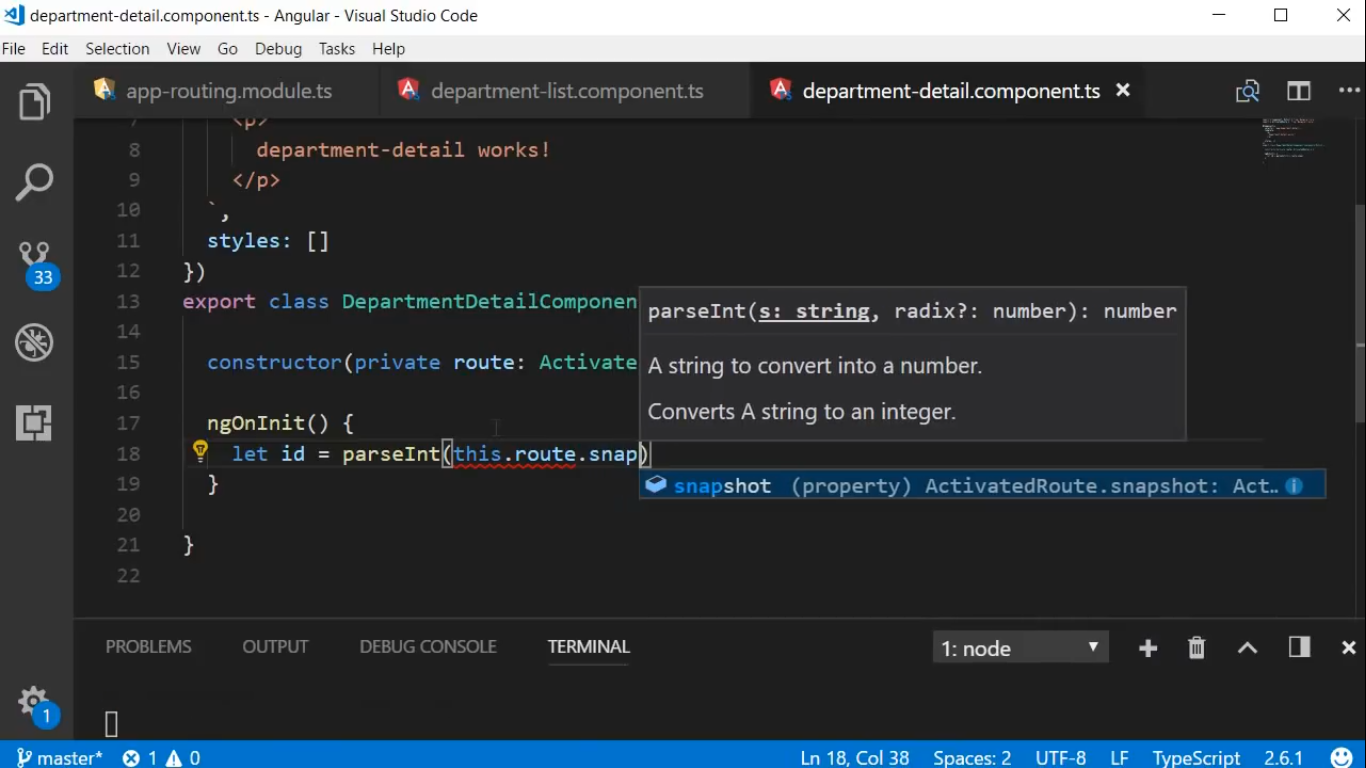 department-detail.component.ts - Angular - Visual Studio Code
File Edit Selection View Go Debug Tasks Help
app-routing.module.ts department-list.component.ts department-detail.component.ts
7 <p>
8 department-detail works!
9 </p>
10 `,
11 styles: []
12 })
13 export class DepartmentDetailComponen
14
15 constructor(private route: Activate
16
17 ngOnInit() {
18 let id = parseInt(this.route.snap)
19 }
20
21 }
22
parseInt(s: string, radix?: number): number
A string to convert into a number.
Converts A string to an integer.
snapshot (property) ActivatedRoute.snapshot: Act..
33
1
PROBLEMS OUTPUT DEBUG CONSOLE TERMINAL 1: node
master* 1 0 Ln 18, Col 38 Spaces: 2 UTF-8 LF TypeScript 2.6.1